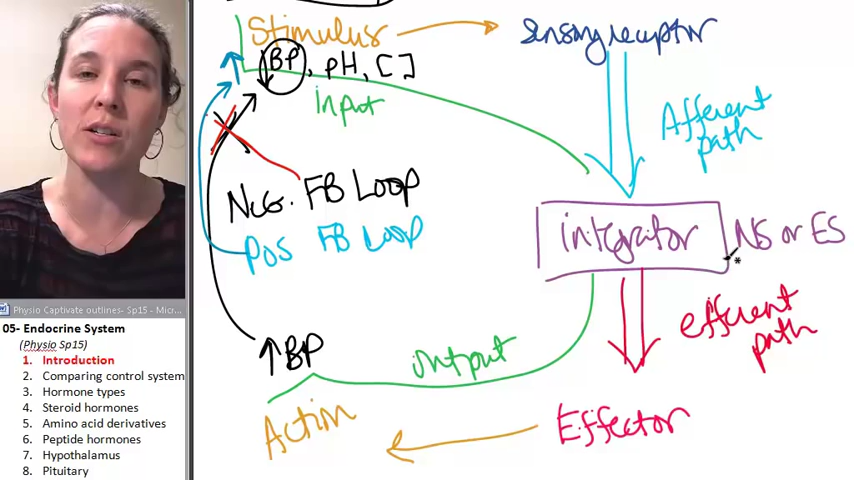 Stimulus
Sensory receptor
BP, pH, [ ]
input
Afferent
path
Neg. FB Loop
Pos FB Loop
integrator
NS or ES
efferent
path
↑BP
output
Action
Effector
Physio Captivate outlines- Sp15 - Micr...
05- Endocrine System
(Physio Sp15)
1. Introduction
2. Comparing control system
3. Hormone types
4. Steroid hormones
5. Amino acid derivatives
6. Peptide hormones
7. Hypothalamus
8. Pituitary